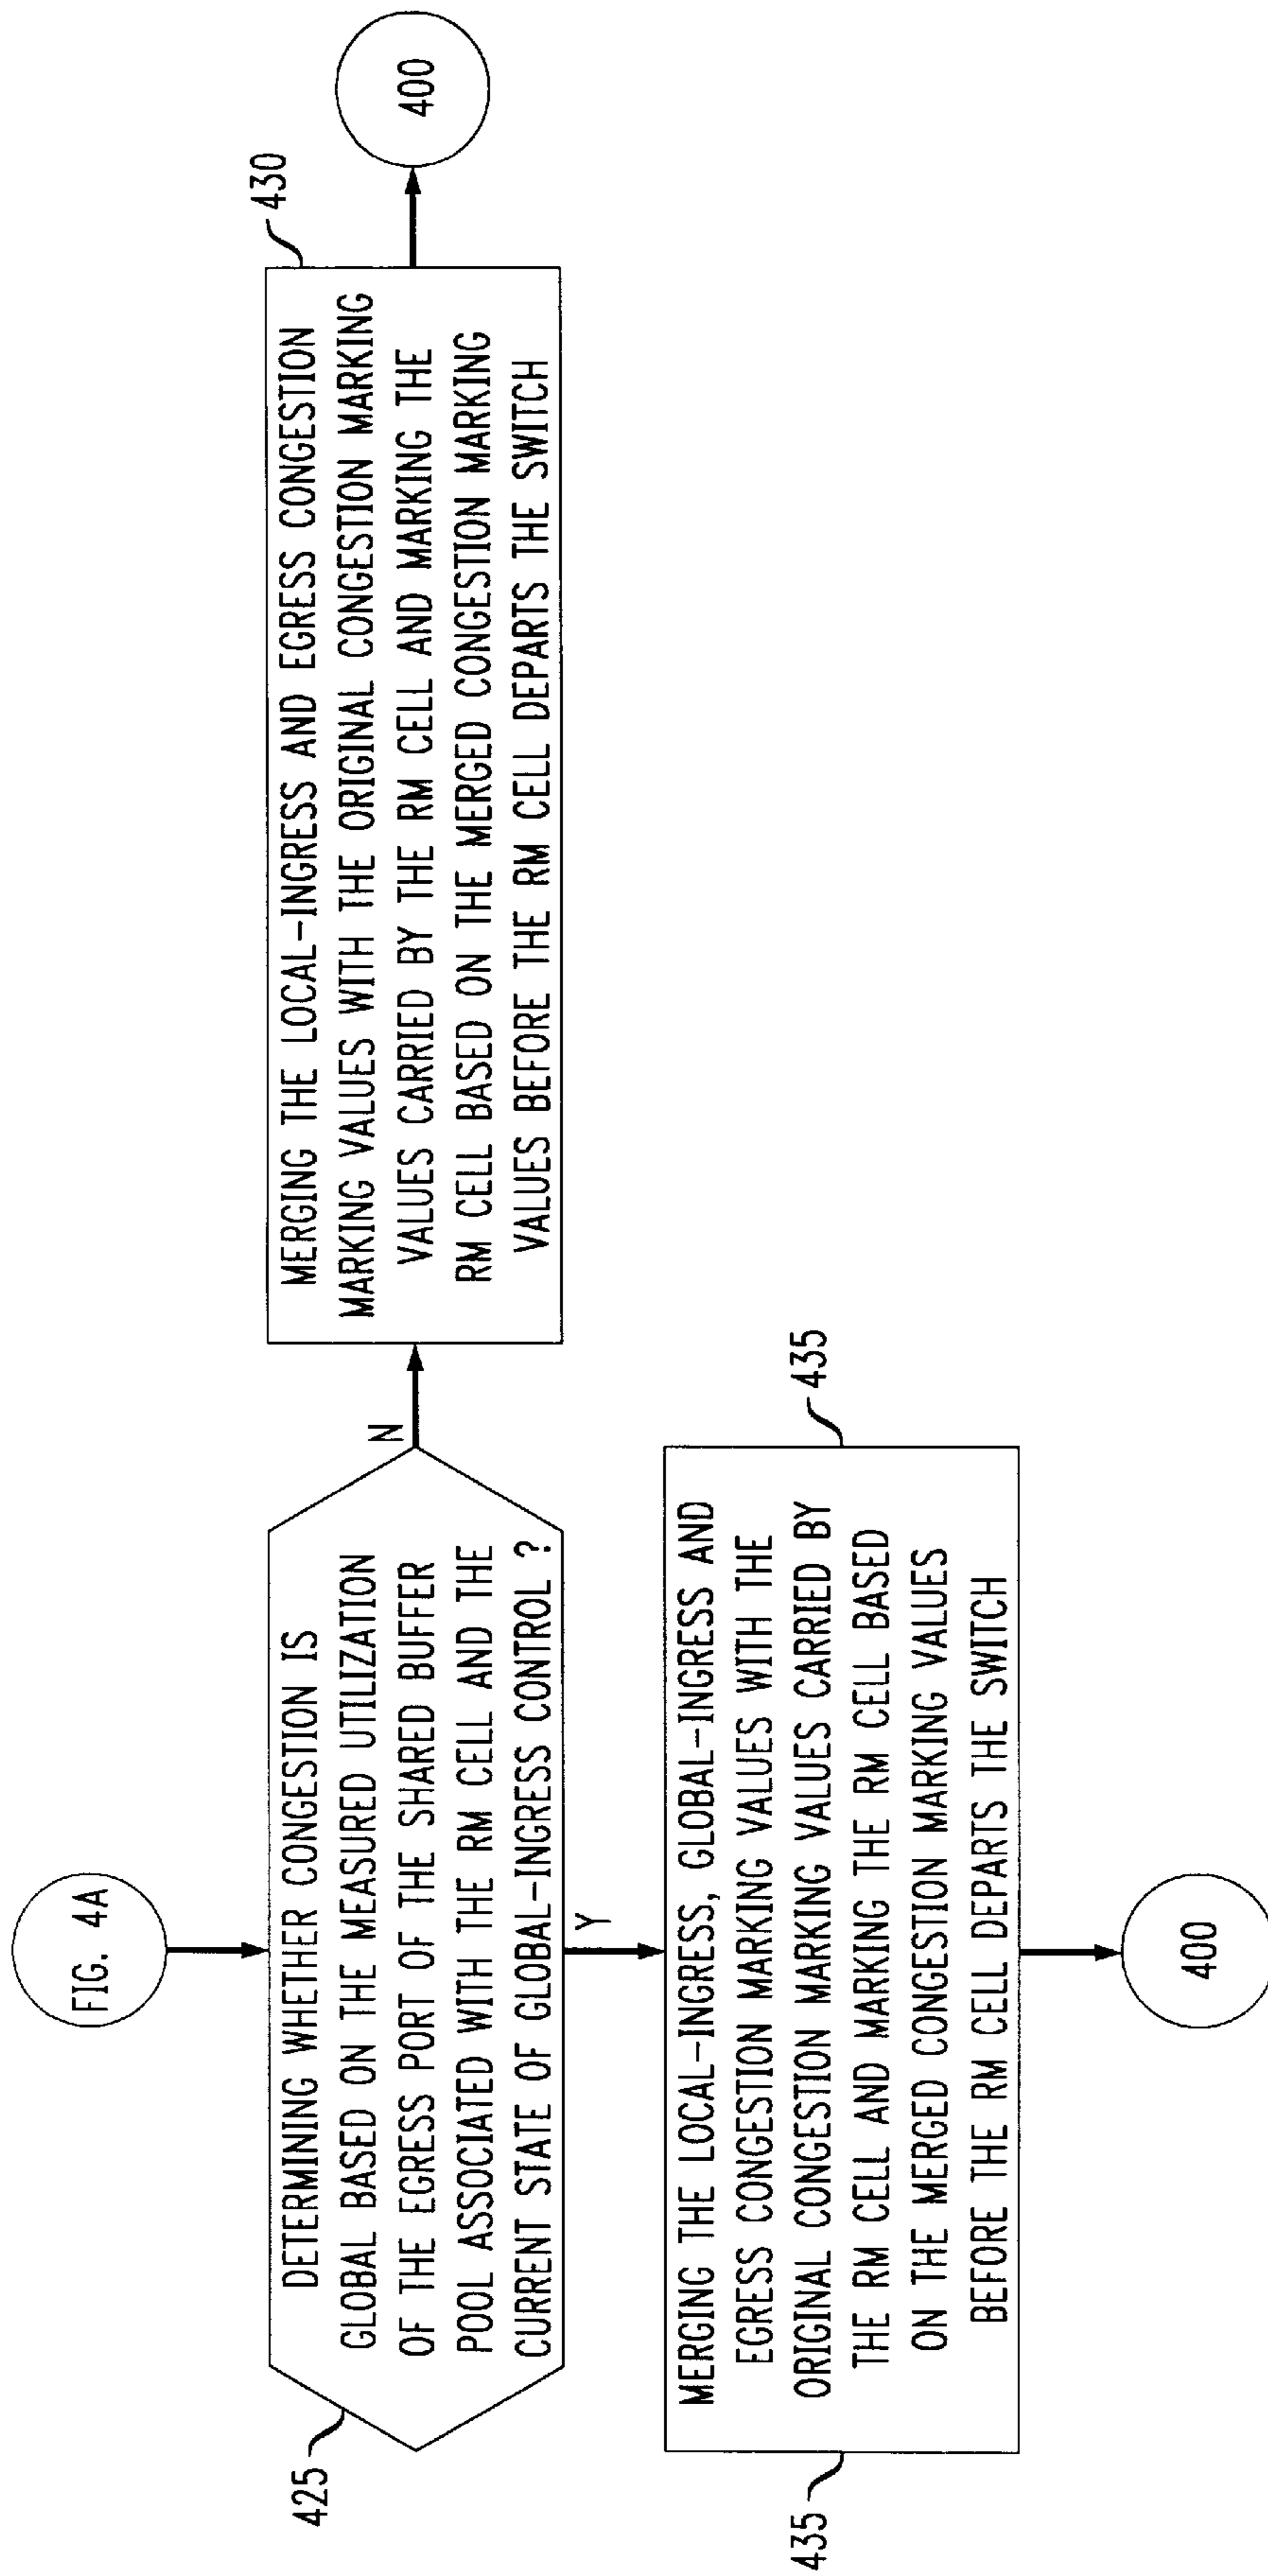 FIG. 4A
425
DETERMINING WHETHER CONGESTION IS
GLOBAL BASED ON THE MEASURED UTILIZATION
OF THE EGRESS PORT OF THE SHARED BUFFER
POOL ASSOCIATED WITH THE RM CELL AND THE
CURRENT STATE OF GLOBAL-INGRESS CONTROL ?
N
430
MERGING THE LOCAL-INGRESS AND EGRESS CONGESTION
MARKING VALUES WITH THE ORIGINAL CONGESTION MARKING
VALUES CARRIED BY THE RM CELL AND MARKING THE
RM CELL BASED ON THE MERGED CONGESTION MARKING
VALUES BEFORE THE RM CELL DEPARTS THE SWITCH
400
Y
435
MERGING THE LOCAL-INGRESS, GLOBAL-INGRESS AND
EGRESS CONGESTION MARKING VALUES WITH THE
ORIGINAL CONGESTION MARKING VALUES CARRIED BY
THE RM CELL AND MARKING THE RM CELL BASED
ON THE MERGED CONGESTION MARKING VALUES
BEFORE THE RM CELL DEPARTS THE SWITCH
435
400